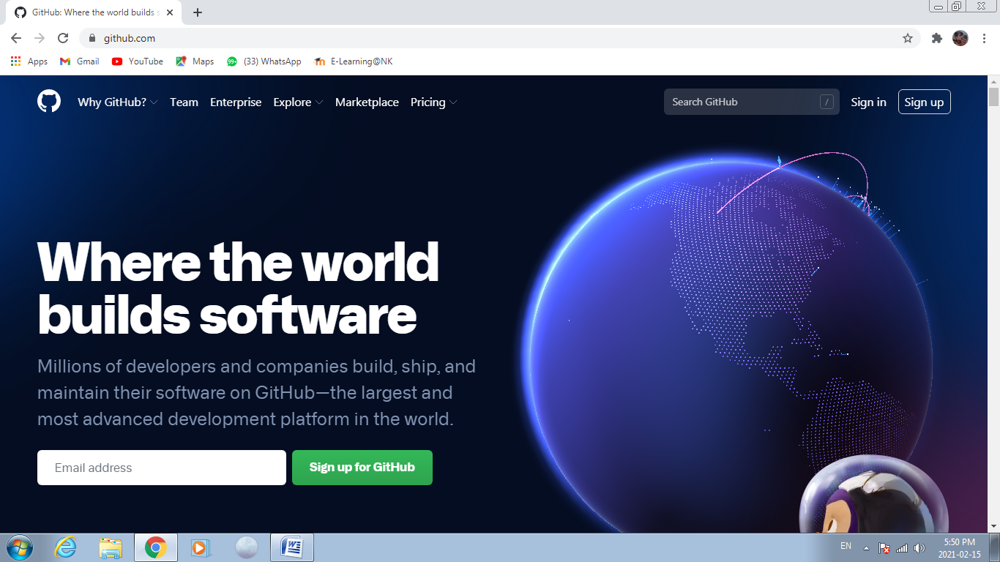 GitHub: Where the world builds s
github.com
Apps Gmail YouTube Maps 99+ (33) WhatsApp E-Learning@NK
Why GitHub? Team Enterprise Explore Marketplace Pricing Search GitHub / Sign in Sign up
Where the world
builds software
Millions of developers and companies build, ship, and
maintain their software on GitHub—the largest and
most advanced development platform in the world.
Email address Sign up for GitHub
EN 5:50 PM
2021-02-15